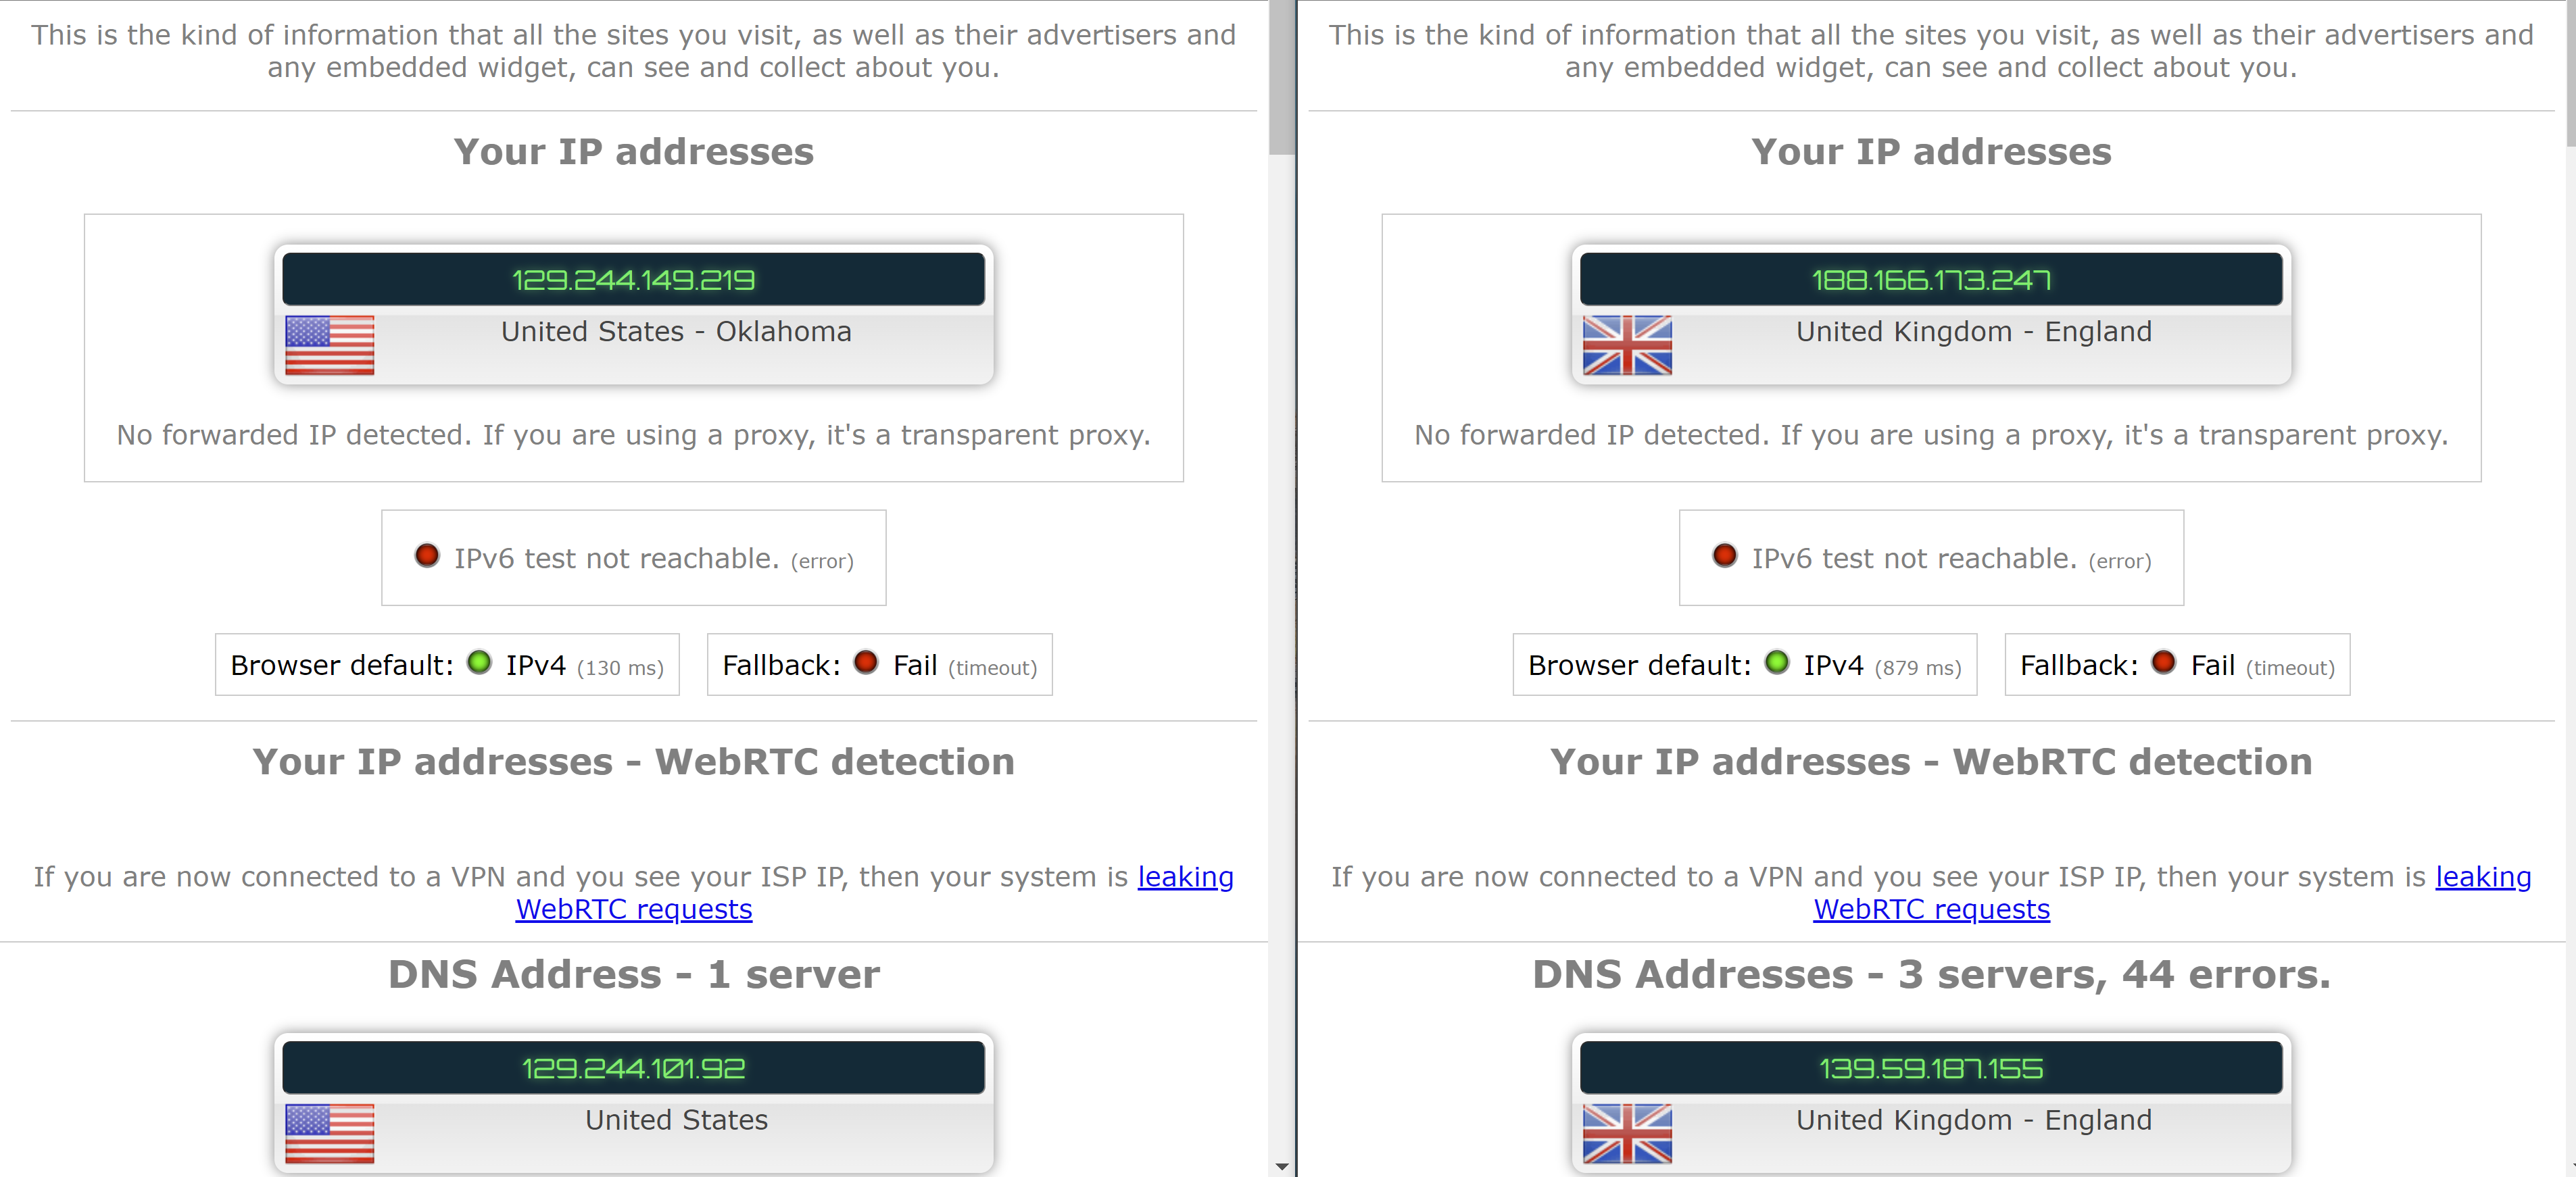 This is the kind of information that all the sites you visit, as well as their advertisers and
any embedded widget, can see and collect about you.
Your IP addresses
129.244.149.219
United States - Oklahoma
No forwarded IP detected. If you are using a proxy, it's a transparent proxy.
IPv6 test not reachable. (error)
Browser default: IPv4 (130 ms) Fallback: Fail (timeout)
Your IP addresses - WebRTC detection
If you are now connected to a VPN and you see your ISP IP, then your system is leaking
WebRTC requests
DNS Address - 1 server
129.244.101.92
United States
This is the kind of information that all the sites you visit, as well as their advertisers and
any embedded widget, can see and collect about you.
Your IP addresses
188.166.173.247
United Kingdom - England
No forwarded IP detected. If you are using a proxy, it's a transparent proxy.
IPv6 test not reachable. (error)
Browser default: IPv4 (879 ms) Fallback: Fail (timeout)
Your IP addresses - WebRTC detection
If you are now connected to a VPN and you see your ISP IP, then your system is leaking
WebRTC requests
DNS Addresses - 3 servers, 44 errors.
139.59.187.155
United Kingdom - England